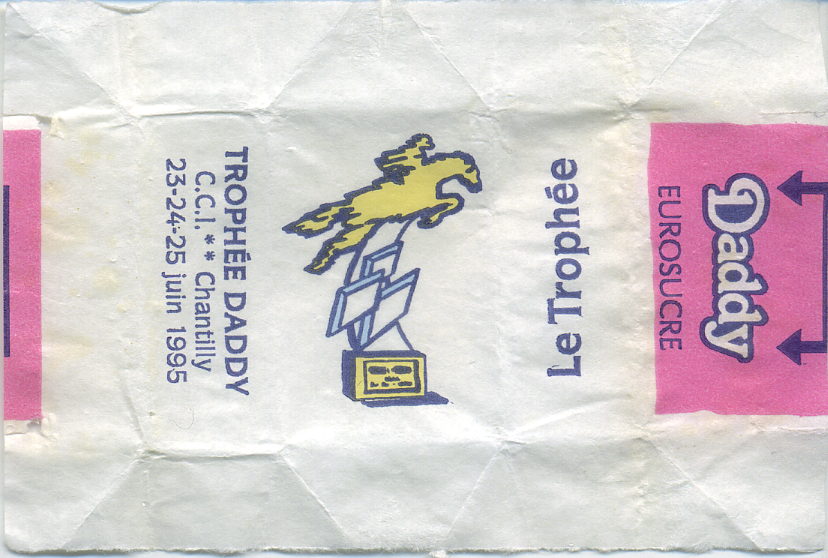 Daddy
EUROSUCRE
Le Trophée
TROPHÉE DADDY
C.C.I. ** Chantilly
23-24-25 juin 1995